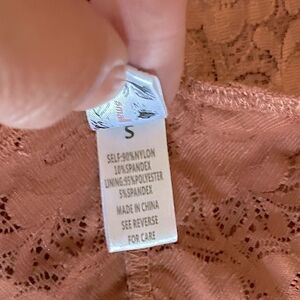 S
SELF:90%NYLON
10%SPANDEX
LINING:95%POLYESTER
5%SPANDEX
MADE IN CHINA
SEE REVERSE
FOR CARE